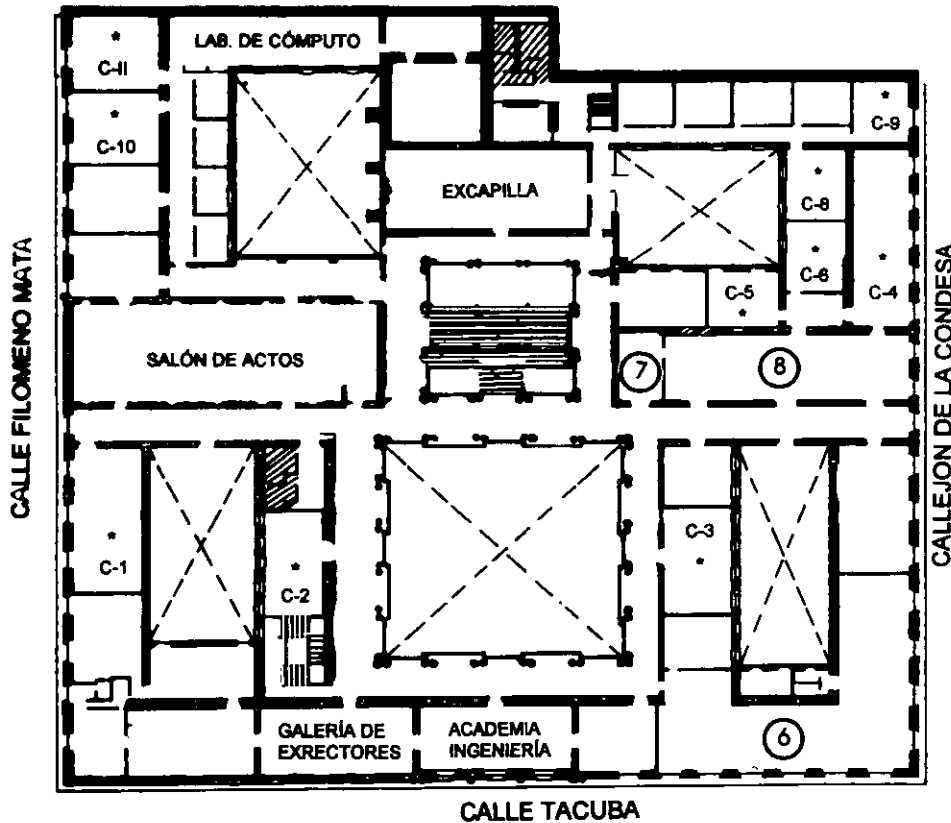 LAB. DE CÓMPUTO
C-11
C-10
C-9
EXCAPILLA
C-8
C-6
C-4
C-5
SALÓN DE ACTOS
7
8
CALLE FILOMENO MATA
CALLEJON DE LA CONDESA
C-3
C-1
C-2
GALERÍA DE
EXRECTORES
ACADEMIA
INGENIERÍA
6
CALLE TACUBA